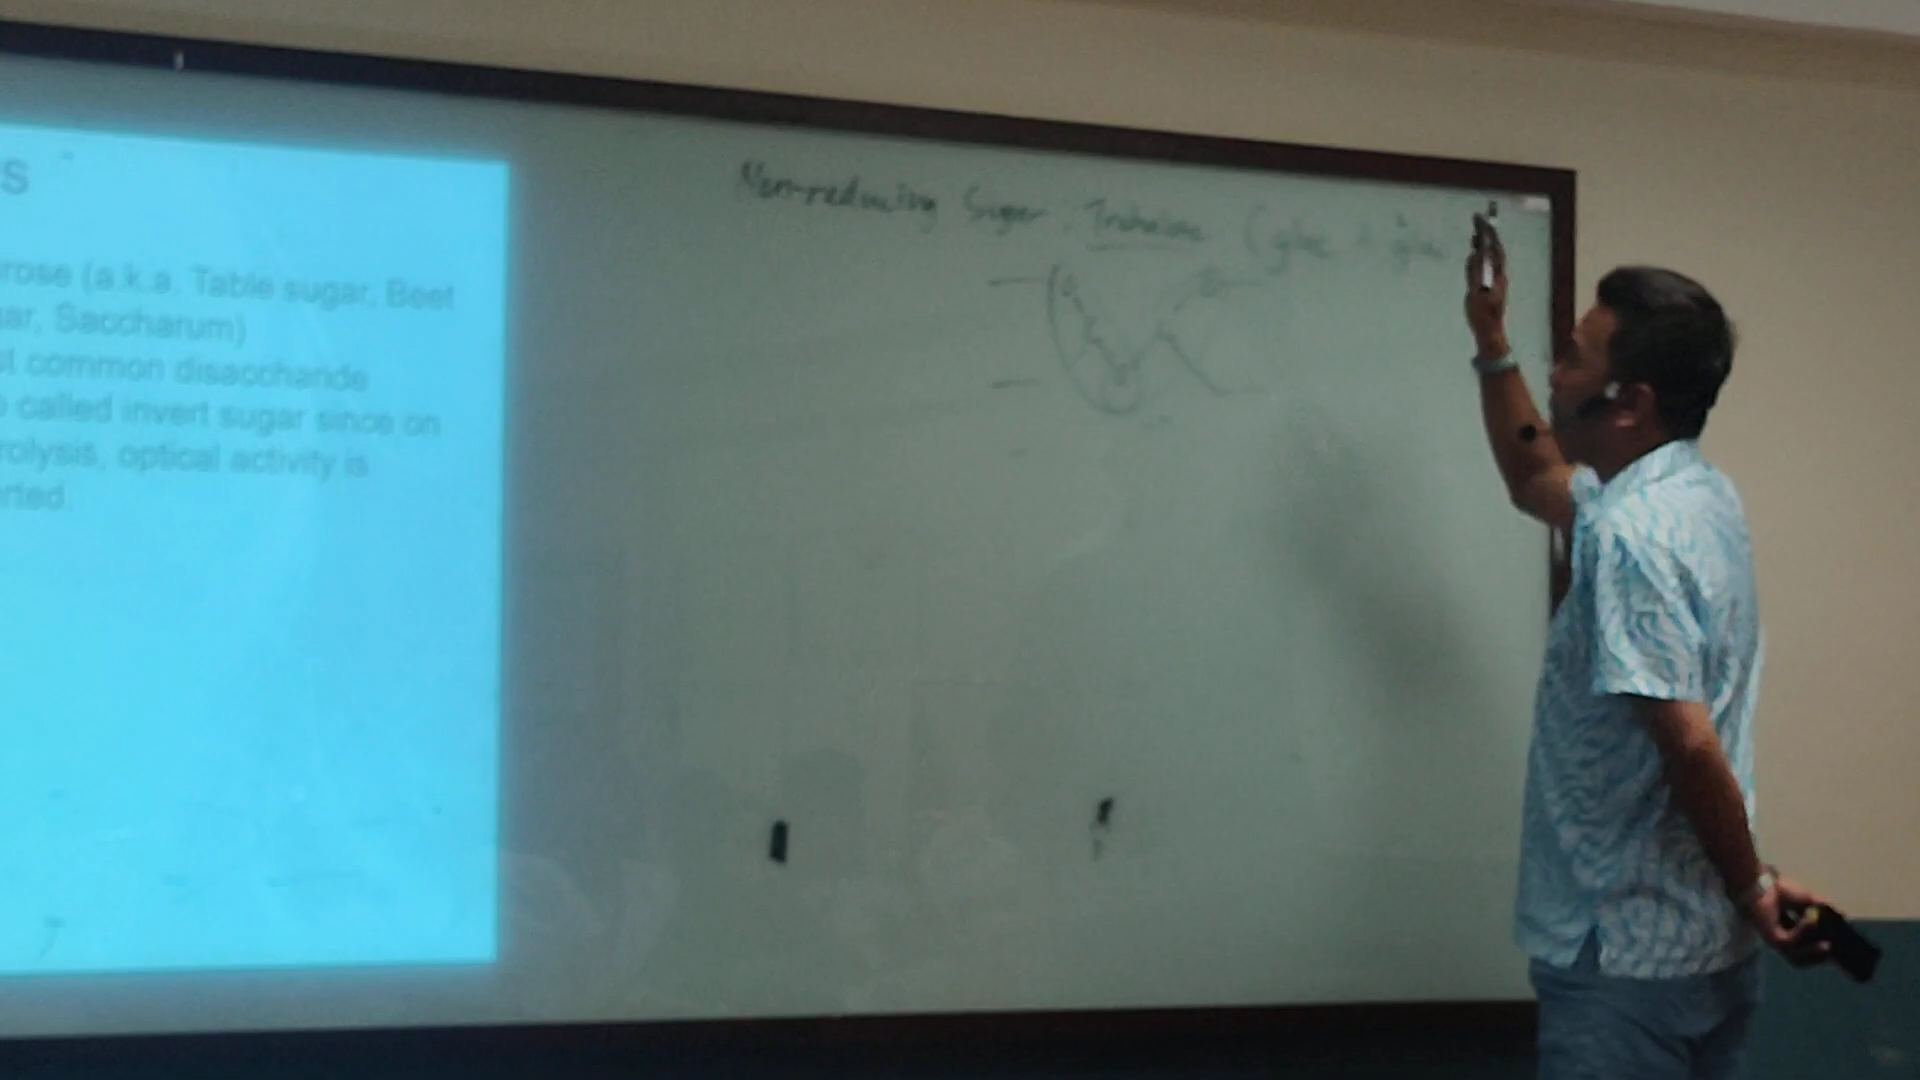 s
rose (a.k.a. Table sugar, Beet
ar, Saccharum)
t common disaccharide
called invert sugar since on
rolysis, optical activity is
rted.
Non-reducing Sugar